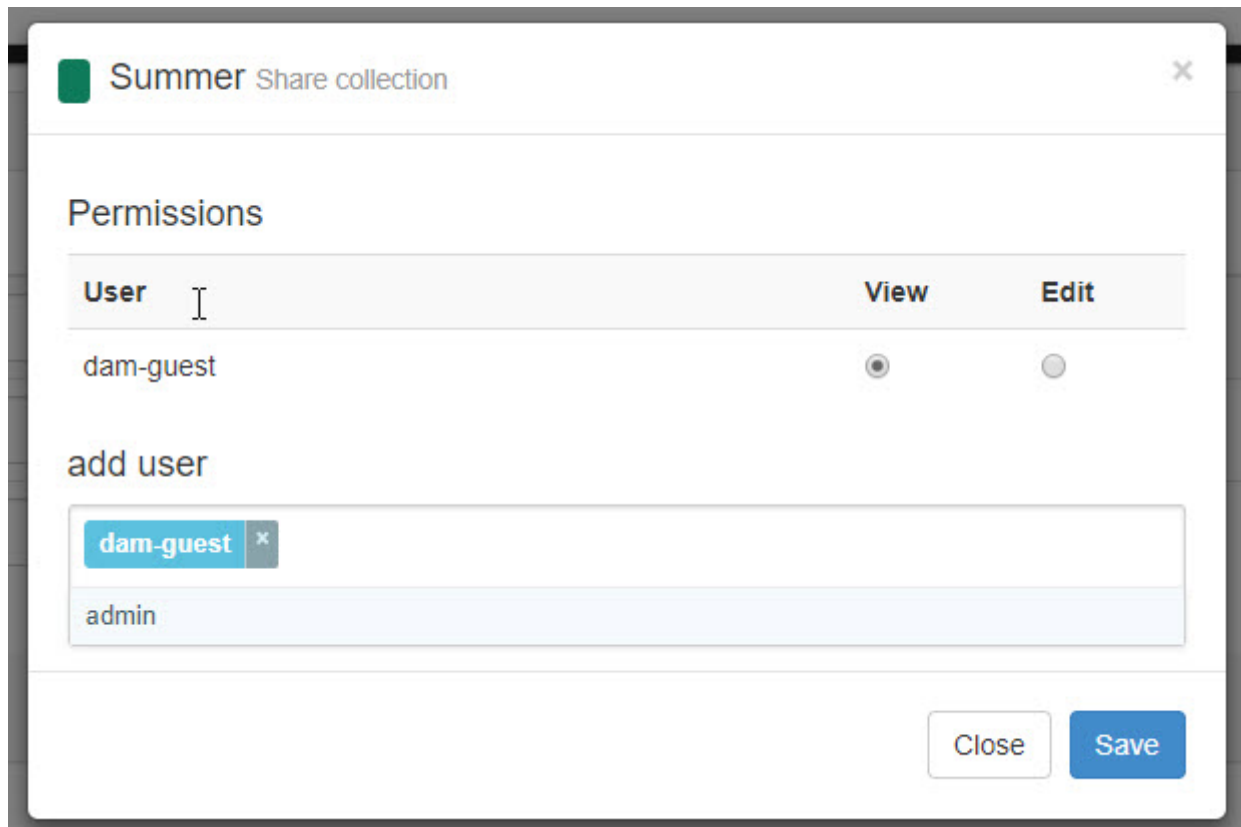 Summer Share collection ×
Permissions
User View Edit
dam-guest
add user
dam-guest ×
admin
Close Save